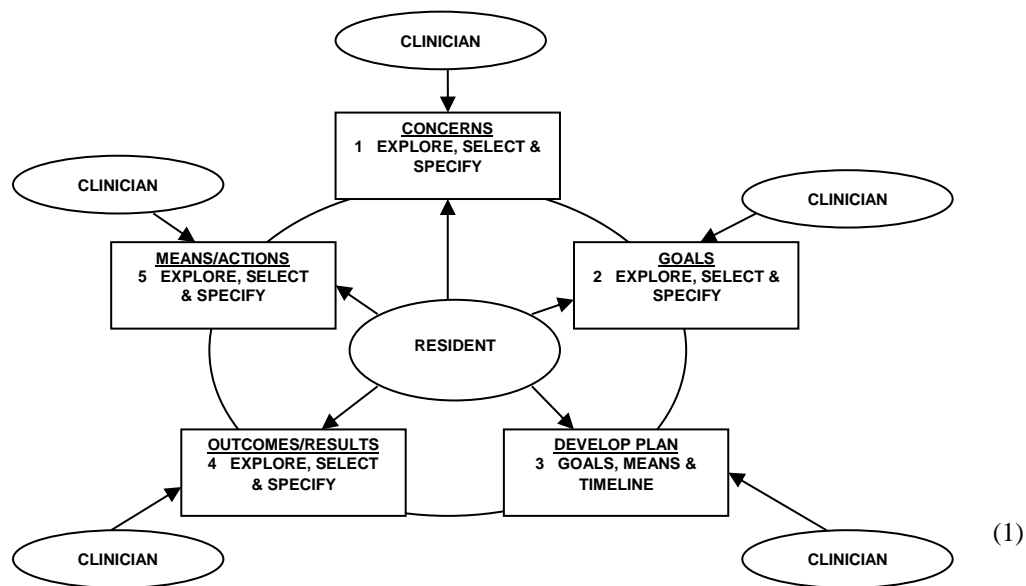 CLINICIAN
CONCERNS
1 EXPLORE, SELECT &
SPECIFY
CLINICIAN
CLINICIAN
MEANS/ACTIONS
5 EXPLORE, SELECT
& SPECIFY
GOALS
2 EXPLORE, SELECT &
SPECIFY
RESIDENT
OUTCOMES/RESULTS
4 EXPLORE, SELECT
& SPECIFY
DEVELOP PLAN
3 GOALS, MEANS &
TIMELINE
CLINICIAN
CLINICIAN
(1)